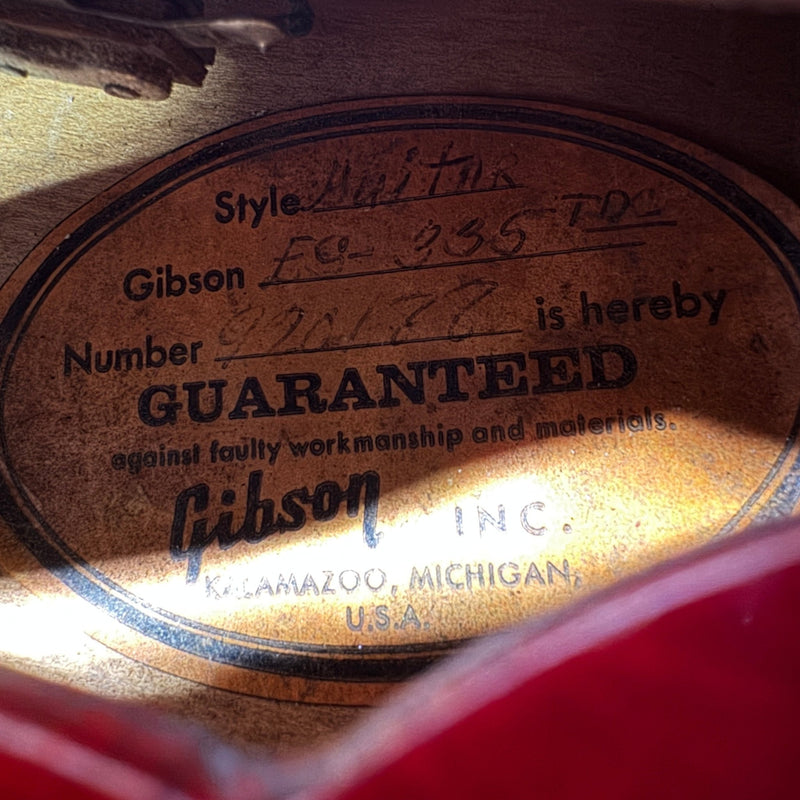 Style Guitar
Gibson ES-335 TDC
Number is hereby
GUARANTEED
against faulty workmanship and materials.
Gibson INC.
KALAMAZOO, MICHIGAN,
U.S.A.